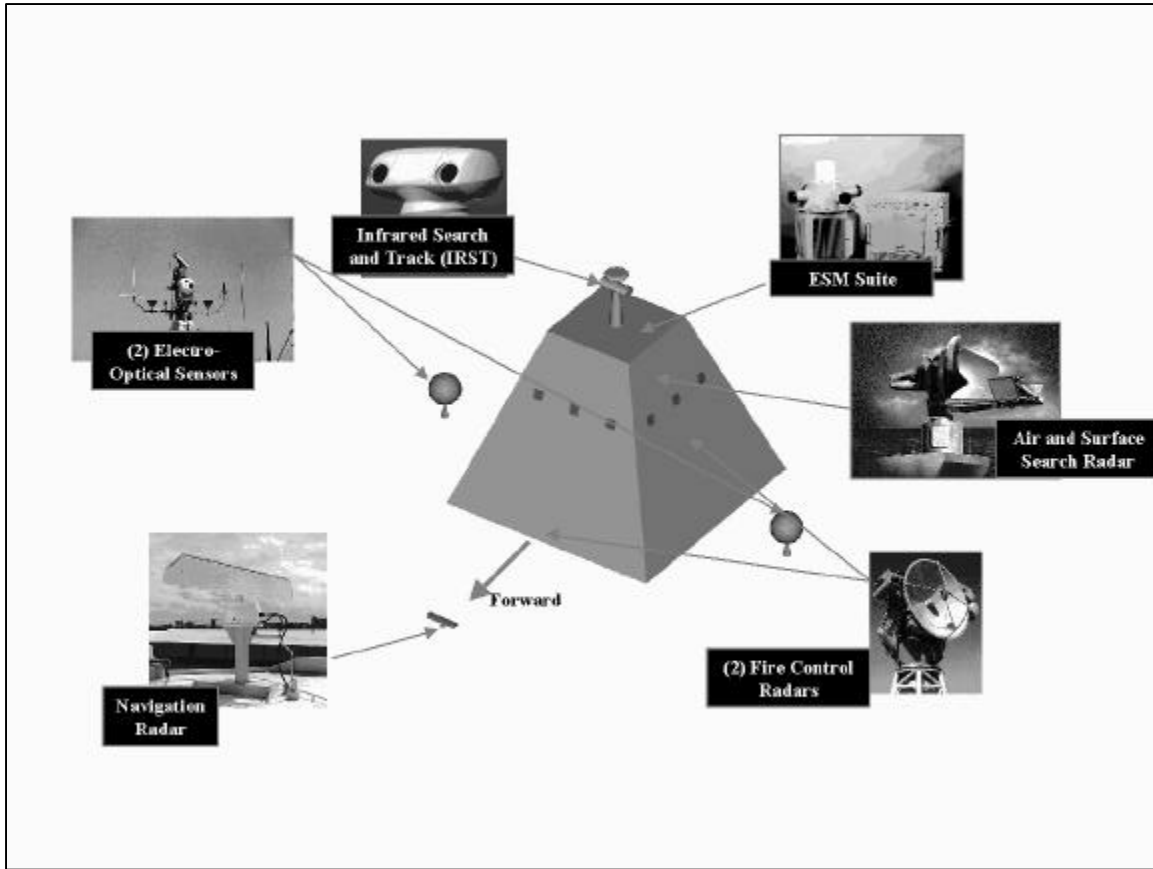 Infrared Search
and Track (IRST)
ESM Suite
(2) Electro-
Optical Sensors
Air and Surface
Search Radar
Forward
(2) Fire Control
Radars
Navigation
Radar